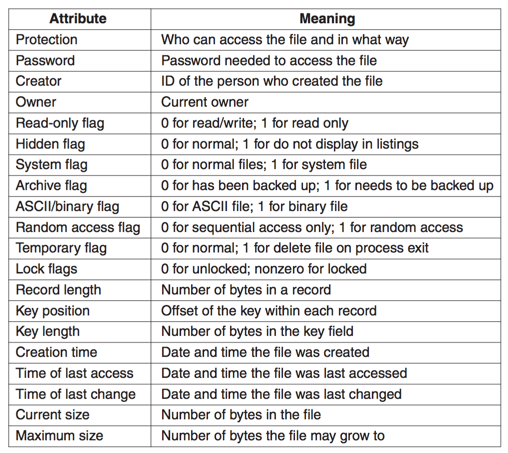 Attribute Meaning
Protection Who can access the file and in what way
Password Password needed to access the file
Creator ID of the person who created the file
Owner Current owner
Read-only flag 0 for read/write; 1 for read only
Hidden flag 0 for normal; 1 for do not display in listings
System flag 0 for normal files; 1 for system file
Archive flag 0 for has been backed up; 1 for needs to be backed up
ASCII/binary flag 0 for ASCII file; 1 for binary file
Random access flag 0 for sequential access only; 1 for random access
Temporary flag 0 for normal; 1 for delete file on process exit
Lock flags 0 for unlocked; nonzero for locked
Record length Number of bytes in a record
Key position Offset of the key within each record
Key length Number of bytes in the key field
Creation time Date and time the file was created
Time of last access Date and time the file was last accessed
Time of last change Date and time the file was last changed
Current size Number of bytes in the file
Maximum size Number of bytes the file may grow to